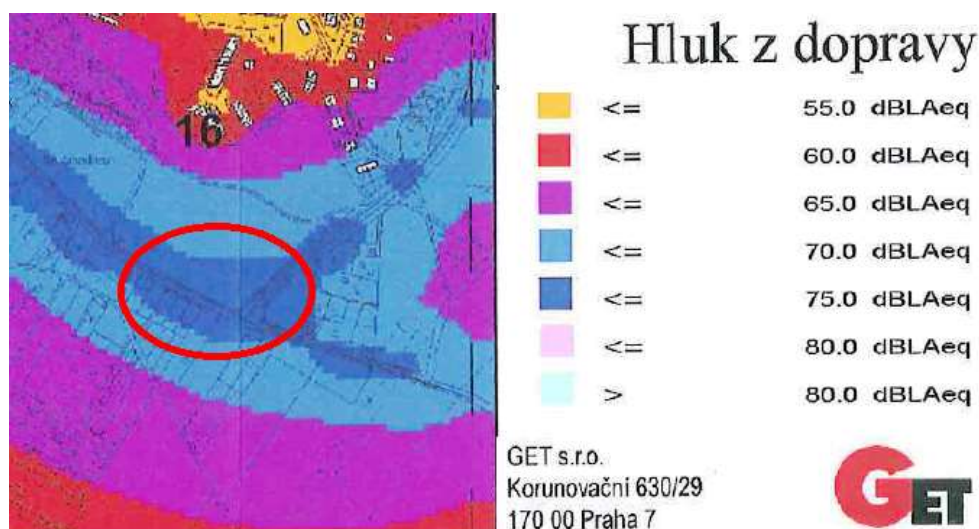 16
Hluk z dopravy
<= 55.0 dBLAeq
<= 60.0 dBLAeq
<= 65.0 dBLAeq
<= 70.0 dBLAeq
<= 75.0 dBLAeq
<= 80.0 dBLAeq
> 80.0 dBLAeq
GET s.r.o.
Korunovační 630/29
170 00 Praha 7
GET